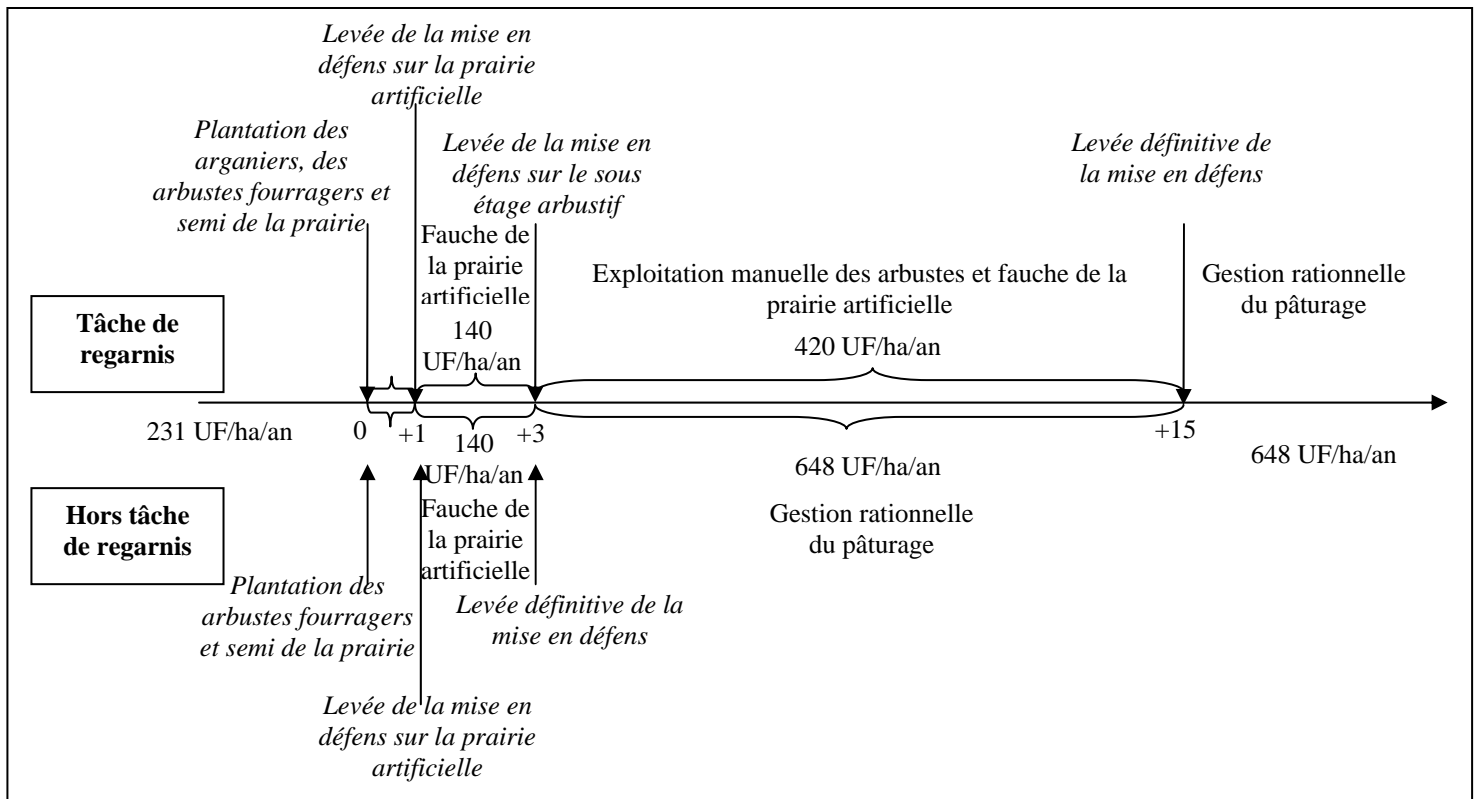 Levée de la mise en
défens sur la prairie
artificielle
Plantation des
arganiers, des
arbustes fourragers et
semi de la prairie
Levée de la mise en
défens sur le sous
étage arbustif
Levée définitive de
la mise en défens
Fauche de
la prairie
artificielle
140
UF/ha/an
Exploitation manuelle des arbustes et fauche de la
prairie artificielle
420 UF/ha/an
Gestion rationnelle
du pâturage
Tâche de
regarnis
231 UF/ha/an
0
+1
+3
+15
140
UF/ha/an
Fauche de
la prairie
artificielle
648 UF/ha/an
Gestion rationnelle
du pâturage
648 UF/ha/an
Hors tâche
de regarnis
Plantation des
arbustes fourragers
et semi de la prairie
Levée définitive de la
mise en défens
Levée de la mise en
défens sur la prairie
artificielle